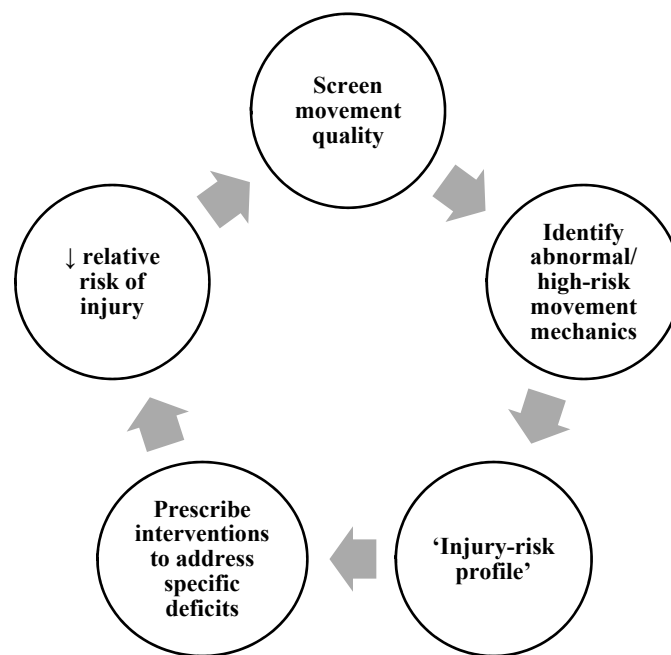 Screen
movement
quality
Identify
abnormal/
high-risk
movement
mechanics
‘Injury-risk
profile’
Prescribe
interventions
to address
specific
deficits
↓ relative
risk of
injury